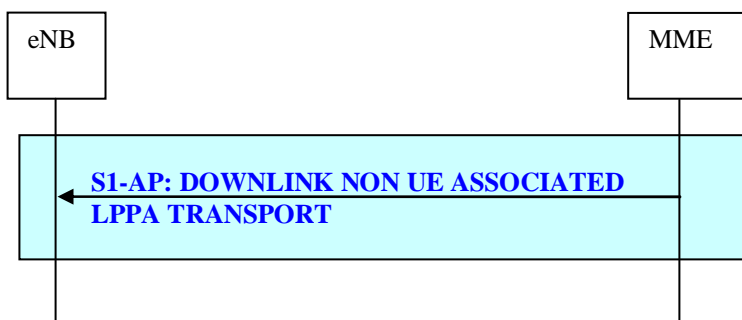 eNB
MME
S1-AP: DOWNLINK NON UE ASSOCIATED
LPPA TRANSPORT